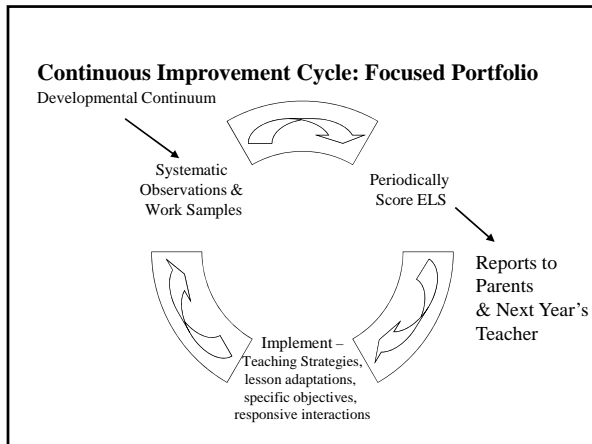 Continuous Improvement Cycle: Focused Portfolio
Developmental Continuum
Systematic
Observations &
Work Samples
Periodically
Score ELS
Reports to
Parents
& Next Year's
Teacher
Implement –
Teaching Strategies,
lesson adaptations,
specific objectives,
responsive interactions